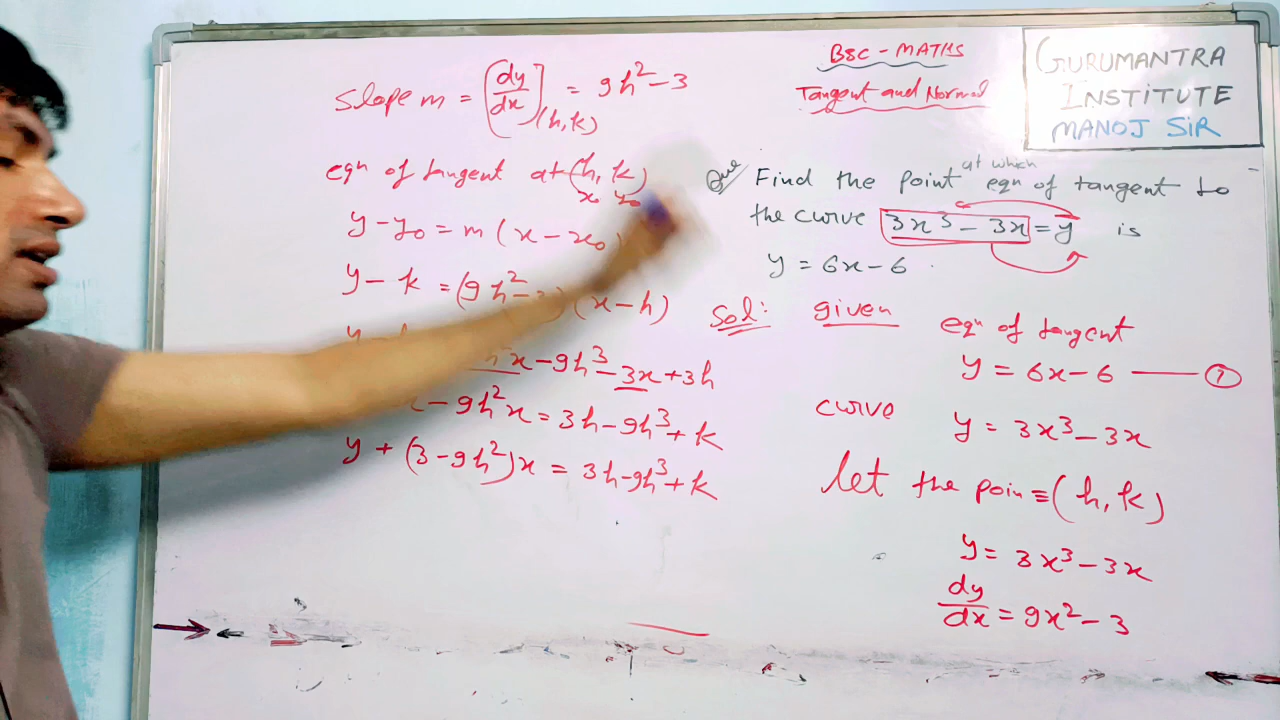 BSC - MATHS
Tangent and Normal
GURUMANTRA
INSTITUTE
MANOJ SIR
Que Find the point at which eqn of tangent to
the curve 3x³ - 3x = y is
y = 6x - 6
Sol: given eqn of tangent
y = 6x - 6 —— ①
curve y = 3x³ - 3x
let the poin ≡ (h, k)
y = 3x³ - 3x
dy/dx = 9x² - 3
Slope m = (dy/dx](h, k) = 9h² - 3
eqn of tangent at (h, k)
x₀ y₀
y - y₀ = m (x - x₀)
y - k = (9h² - ) (x - h)
x - 9h³ - 3x + 3h
- 9h²x = 3h - 9h³ + k
y + (3 - 9h²)x = 3h - 9h³ + k